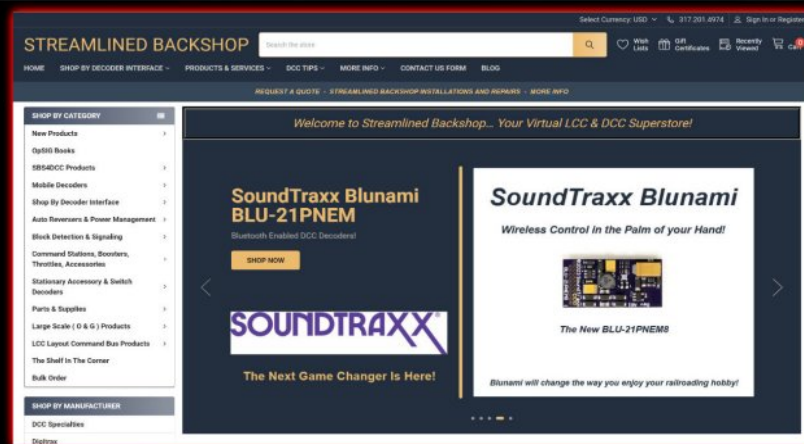 Select Currency: USD 317.201.4974 Sign in or Register
STREAMLINED BACKSHOP
Search the store
Wish Lists
Gift Certificates
Recently Viewed
Cart
0
HOME SHOP BY DECODER INTERFACE PRODUCTS & SERVICES DCC TIPS MORE INFO CONTACT US FORM BLOG
REQUEST A QUOTE - STREAMLINED BACKSHOP INSTALLATIONS AND REPAIRS - MORE INFO
SHOP BY CATEGORY
New Products
OpSIG Books
SBS4DCC Products
Mobile Decoders
Shop By Decoder Interface
Auto Reversers & Power Management
Block Detection & Signaling
Command Stations, Boosters,
Throttles, Accessories
Stationary Accessory & Switch
Decoders
Parts & Supplies
Large Scale ( O & G ) Products
LCC Layout Command Bus Products
The Shelf In The Corner
Bulk Order
SHOP BY MANUFACTURER
DCC Specialties
Digitrax
Welcome to Streamlined Backshop... Your Virtual LCC & DCC Superstore!
SoundTraxx Blunami
BLU-21PNEM
Bluetooth Enabled DCC Decoders!
SHOP NOW
SOUNDTRAXX
The Next Game Changer Is Here!
SoundTraxx Blunami
Wireless Control in the Palm of your Hand!
The New BLU-21PNEM8
Blunami will change the way you enjoy your railroading hobby!